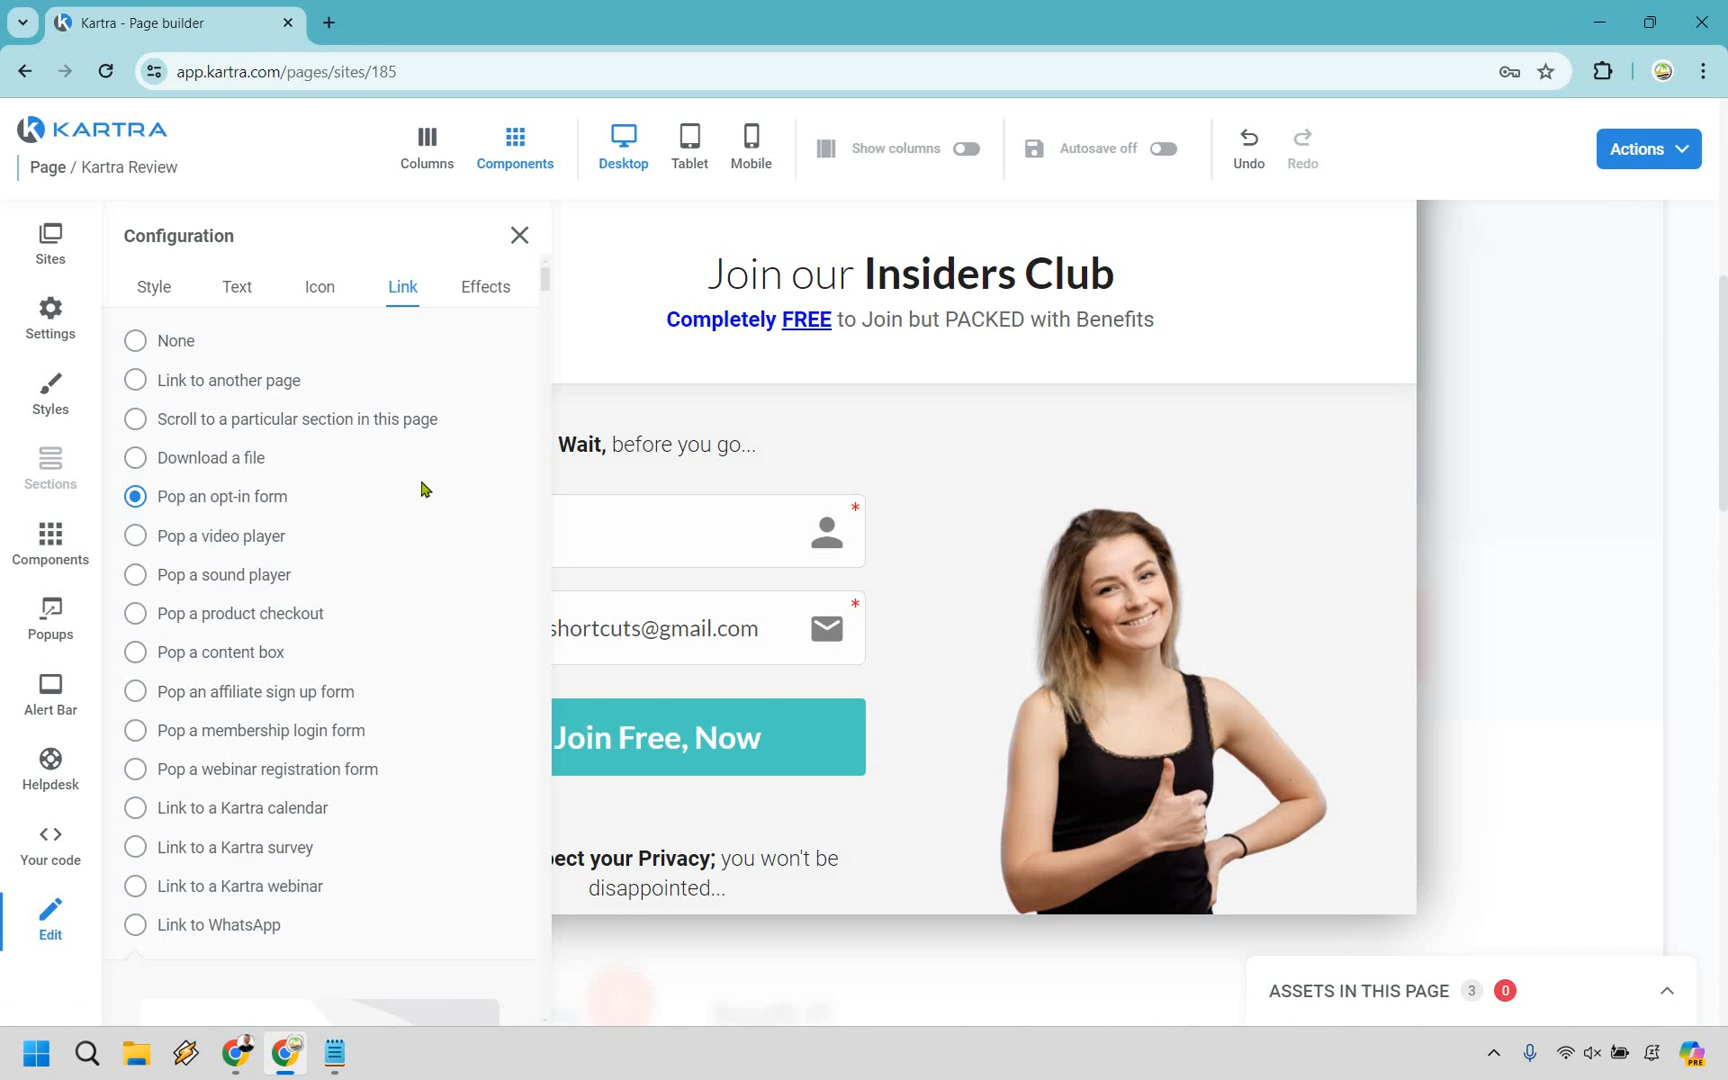 Kartra - Page builder
app.kartra.com/pages/sites/185
KARTRA
Page / Kartra Review
Columns
Components
Desktop
Tablet
Mobile
Show columns
Autosave off
Undo
Redo
Actions
Sites
Settings
Styles
Sections
Components
Popups
Alert Bar
Helpdesk
Your code
Edit
Configuration
Style
Text
Icon
Link
Effects
None
Link to another page
Scroll to a particular section in this page
Download a file
Pop an opt-in form
Pop a video player
Pop a sound player
Pop a product checkout
Pop a content box
Pop an affiliate sign up form
Pop a membership login form
Pop a webinar registration form
Link to a Kartra calendar
Link to a Kartra survey
Link to a Kartra webinar
Link to WhatsApp
Join our Insiders Club
Completely FREE to Join but PACKED with Benefits
Wait, before you go...
*
*
shortcuts@gmail.com
Join Free, Now
ect your Privacy; you won't be
disappointed...
ASSETS IN THIS PAGE 3 0
PRE